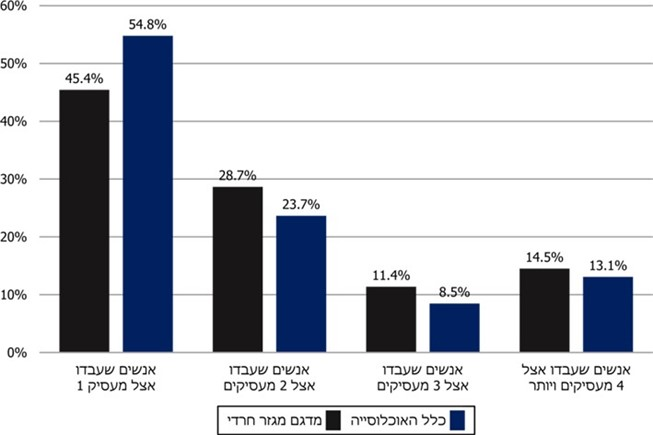 60%
54.8%
50%
45.4%
40%
30%
28.7%
23.7%
20%
14.5%
13.1%
11.4%
10%
8.5%
0%
אנשים שעבדו
אצל מעסיק 1
אנשים שעבדו
אצל 2 מעסיקים
אנשים שעבדו
אצל 3 מעסיקים
אנשים שעבדו אצל
4 מעסיקים ויותר
כלל האוכלוסייה
מדגם מגזר חרדי